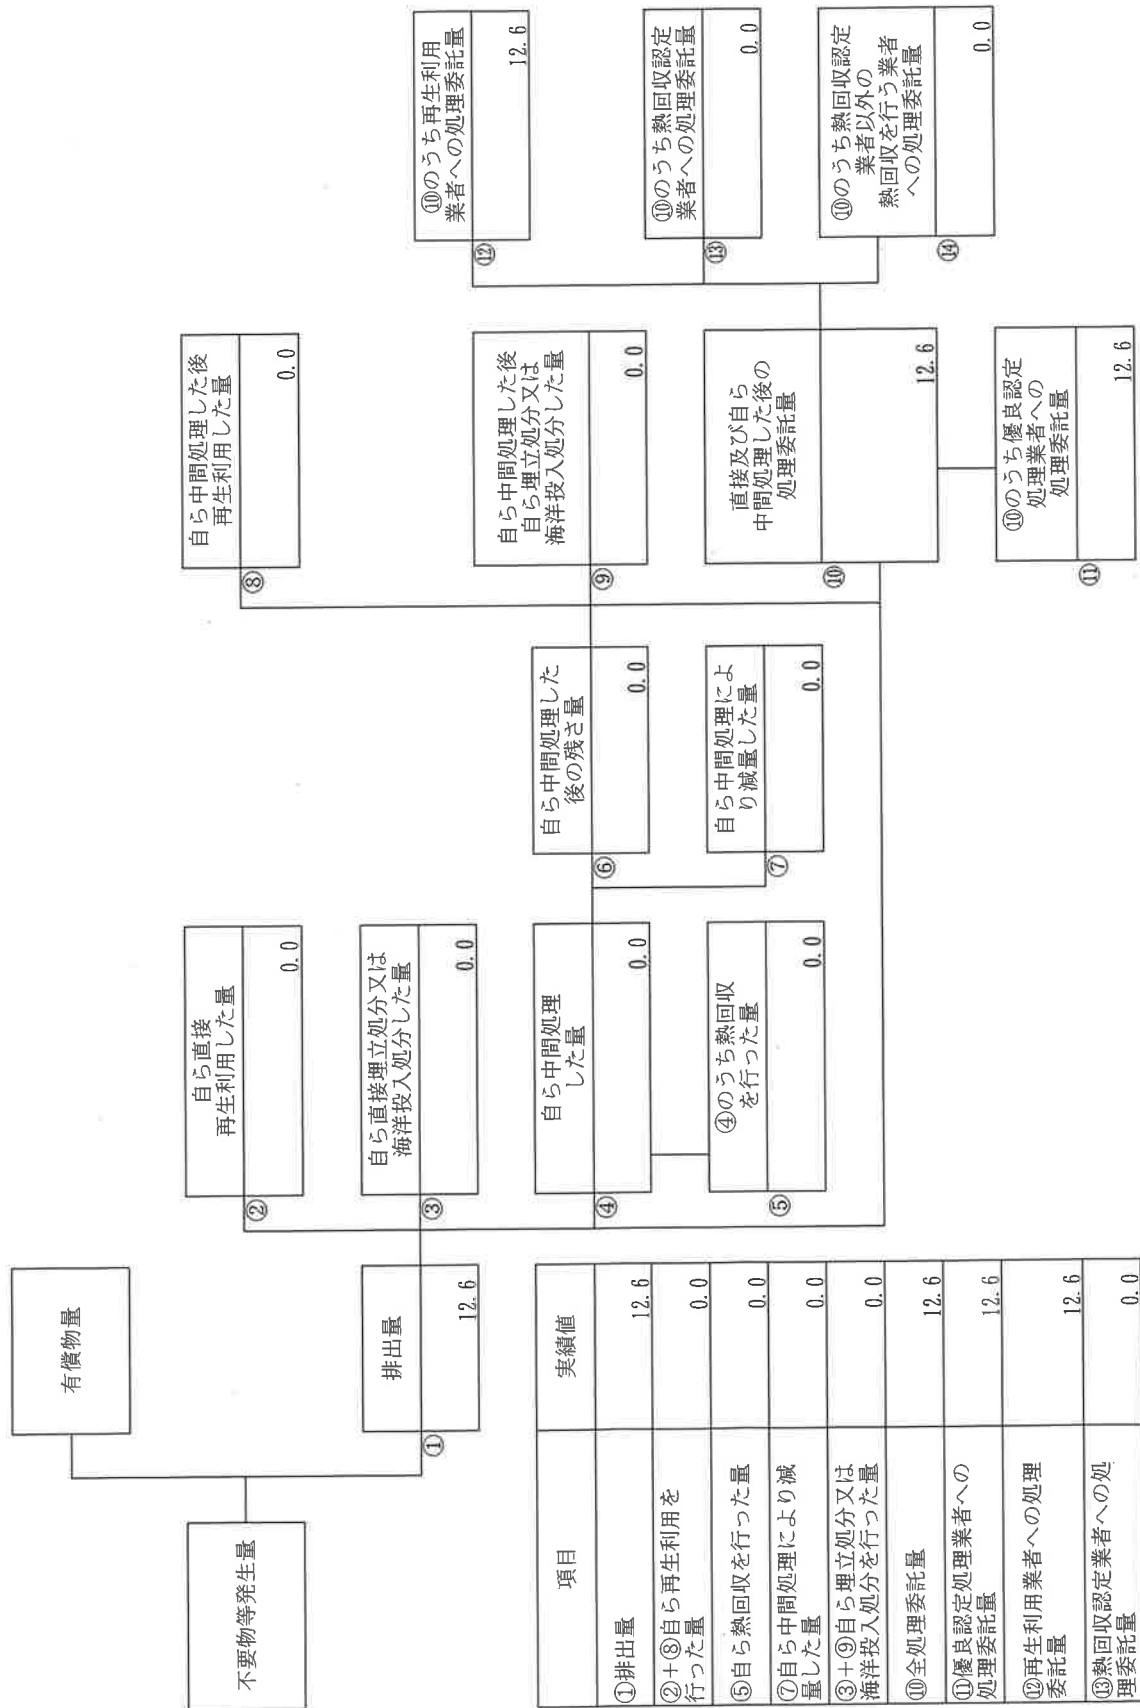 不要物等発生量
有償物量
排出量
①
12.6
自ら直接
再生利用した量
②
0.0
自ら直接埋立処分又は
海洋投入処分した量
③
0.0
自ら中間処理
した量
④
0.0
④のうち熱回収
を行った量
⑤
0.0
自ら中間処理した
後の残さ量
⑥
0.0
自ら中間処理によ
り減量した量
⑦
0.0
自ら中間処理した後
再生利用した量
⑧
0.0
自ら中間処理した後
自ら埋立処分又は
海洋投入処分した量
⑨
0.0
直接及び自ら
中間処理した後の
処理委託量
⑩
12.6
⑩のうち優良認定
処理業者への
処理委託量
⑪
12.6
⑩のうち再生利用
業者への処理委託量
⑫
12.6
⑩のうち熱回収認定
業者への処理委託量
⑬
0.0
⑩のうち熱回収認定
業者以外の
熱回収を行う業者
への処理委託量
⑭
0.0
項目 実績値
①排出量 12.6
②+⑧自ら再生利用を
行った量 0.0
⑤自ら熱回収を行った量 0.0
⑦自ら中間処理により減
量した量 0.0
③+⑨自ら埋立処分又は
海洋投入処分を行った量 0.0
⑩全処理委託量 12.6
⑪優良認定処理業者への
処理委託量 12.6
⑫再生利用業者への処理
委託量 12.6
⑬熱回収認定業者への処
理委託量 0.0